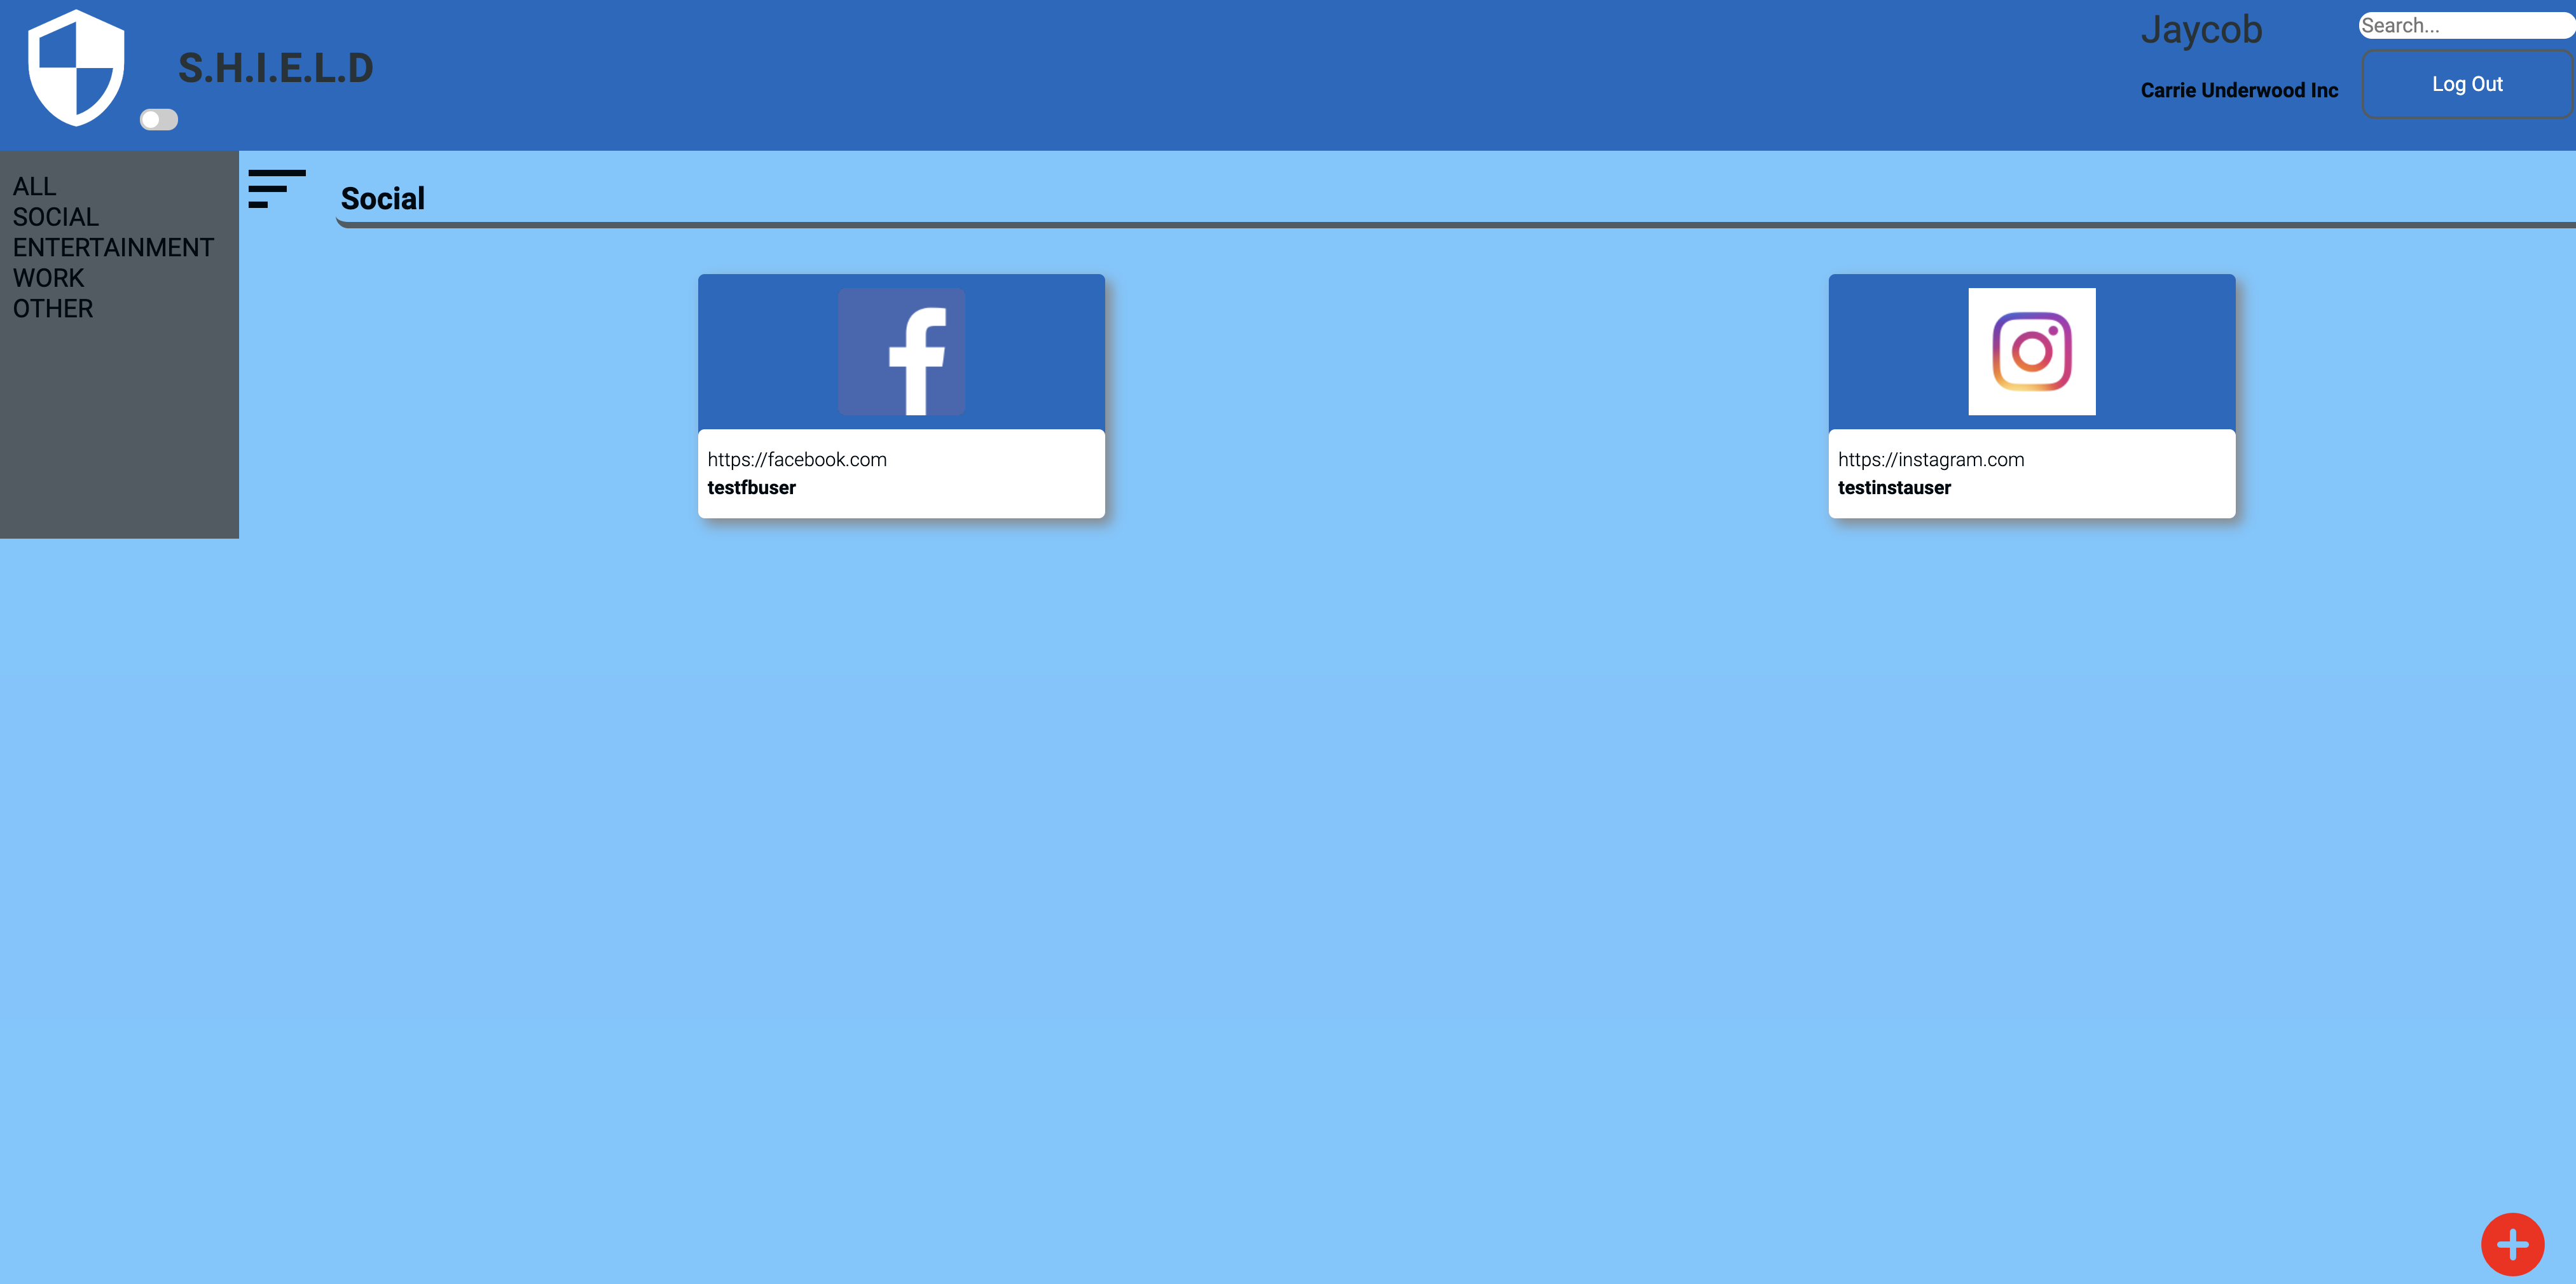 S.H.I.E.L.D
Jaycob
Carrie Underwood Inc
Search...
Log Out
ALL
SOCIAL
ENTERTAINMENT
WORK
OTHER
Social
https://facebook.com
testfbuser
https://instagram.com
testinstauser